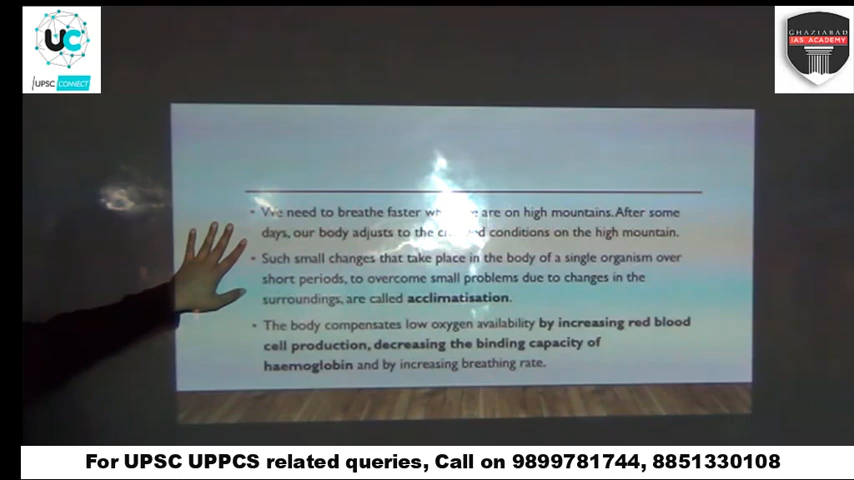 UC
UPSC CONNECT
GHAZIABAD
IAS ACADEMY
• We need to breathe faster are on high mountains. After some
days, our body adjusts to the conditions on the high mountain.
• Such small changes that take place in the body of a single organism over
short periods, to overcome small problems due to changes in the
surroundings, are called acclimatisation.
• The body compensates low oxygen availability by increasing red blood
cell production, decreasing the binding capacity of
haemoglobin and by increasing breathing rate.
For UPSC UPPCS related queries, Call on 9899781744, 8851330108